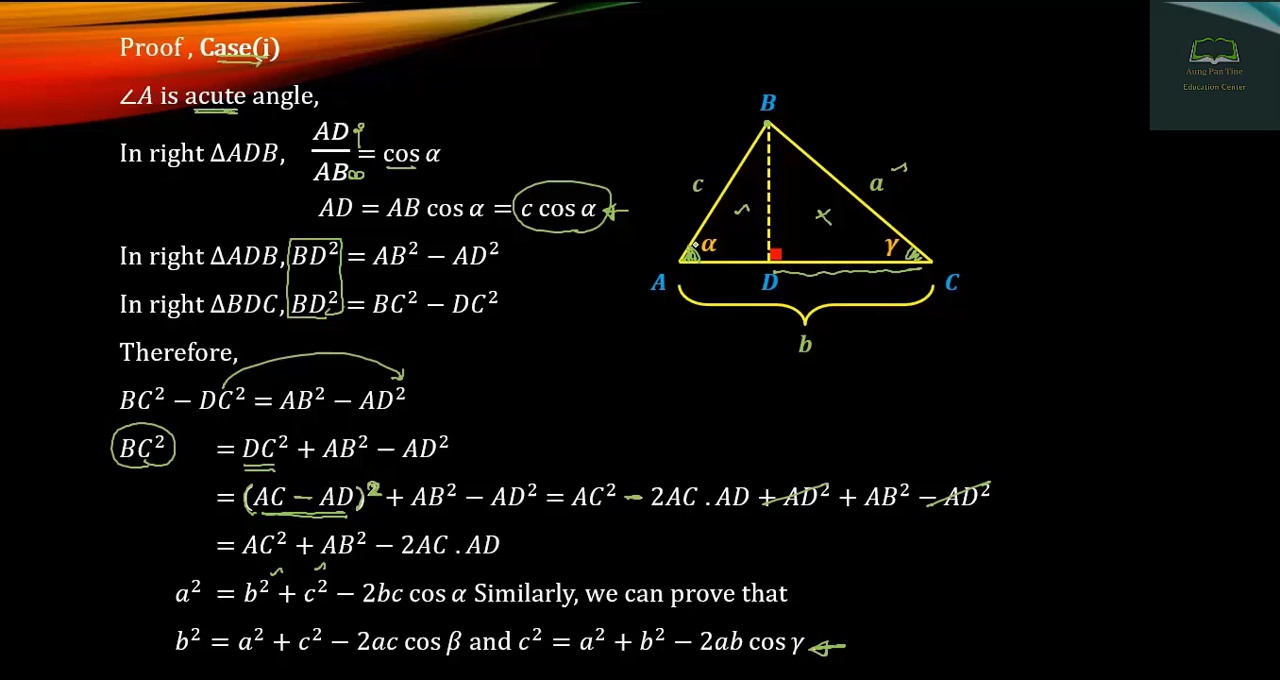 Proof , Case(i)
∠A is acute angle,
In right ΔADB, AD/AB = cos α
AD = AB cos α = c cos α
In right ΔADB, BD² = AB² − AD²
In right ΔBDC, BD² = BC² − DC²
Therefore,
BC² − DC² = AB² − AD²
BC² = DC² + AB² − AD²
= (AC − AD)² + AB² − AD² = AC² − 2AC . AD + AD² + AB² − AD²
= AC² + AB² − 2AC . AD
a² = b² + c² − 2bc cos α Similarly, we can prove that
b² = a² + c² − 2ac cos β and c² = a² + b² − 2ab cos γ
B
c
a
α
γ
A
D
C
b
Aung Pan Tine
Education Center